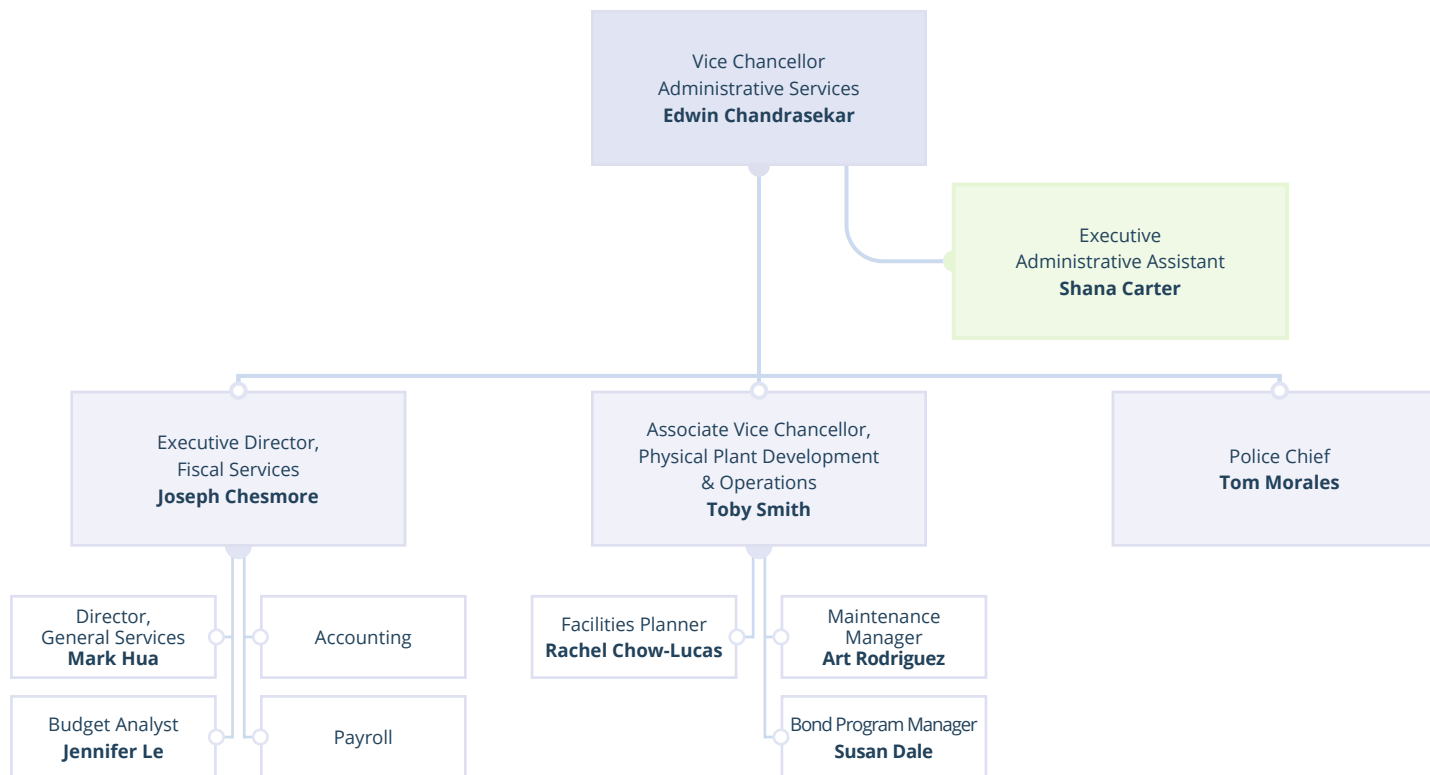 Vice Chancellor
Administrative Services
Edwin Chandrasekar
Executive
Administrative Assistant
Shana Carter
Executive Director,
Fiscal Services
Joseph Chesmore
Associate Vice Chancellor,
Physical Plant Development
& Operations
Toby Smith
Police Chief
Tom Morales
Director,
General Services
Mark Hua
Accounting
Facilities Planner
Rachel Chow-Lucas
Maintenance
Manager
Art Rodriguez
Budget Analyst
Jennifer Le
Payroll
Bond Program Manager
Susan Dale